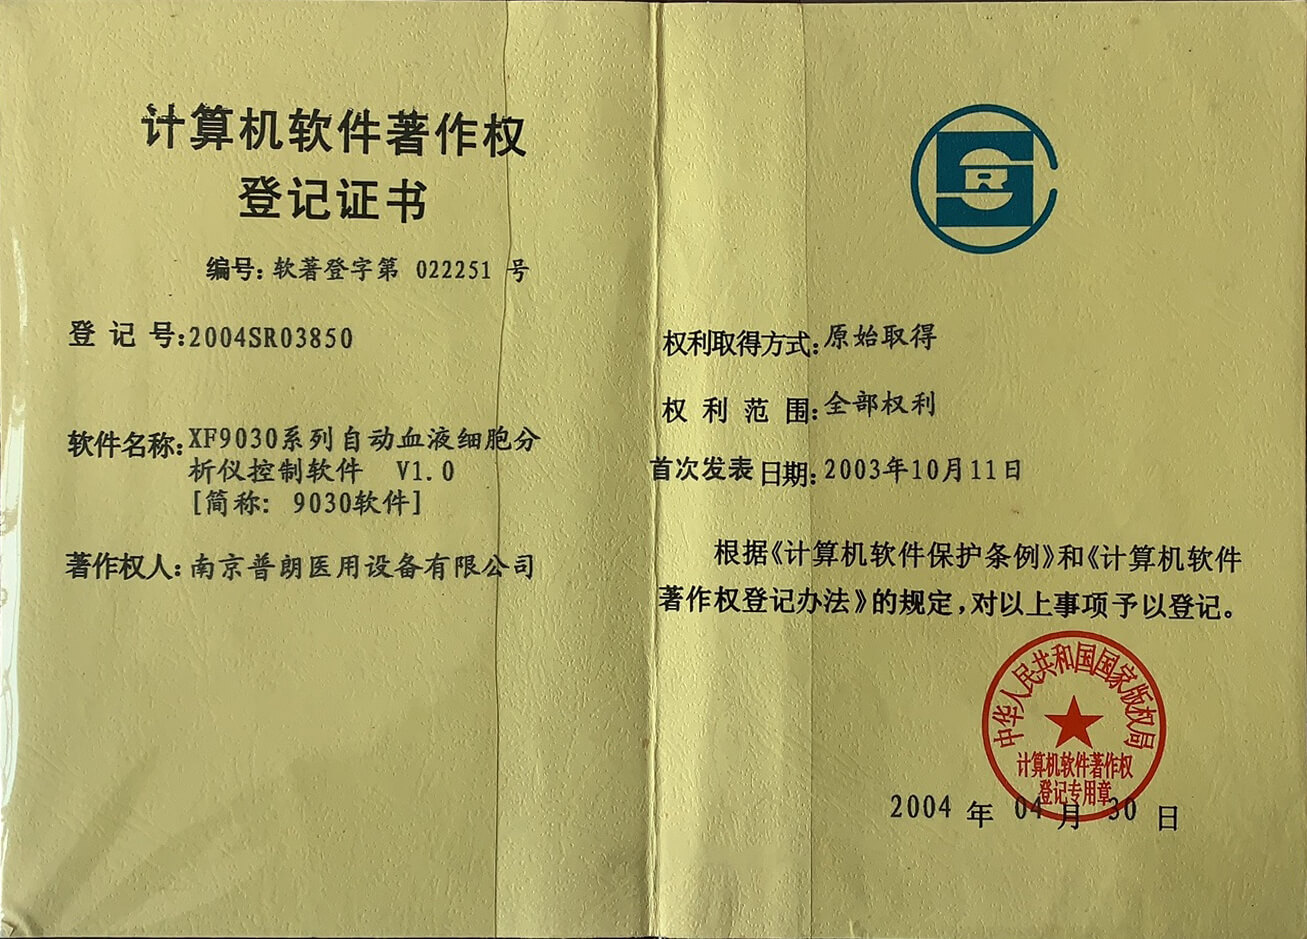 计算机软件著作权
登记证书
编号:软著登字第 022251 号
登 记 号:2004SR03850
软件名称:XF9030系列自动血液细胞分
析仪控制软件 V1.0
[简称: 9030软件]
著作权人:南京普朗医用设备有限公司
SRC
权利取得方式:原始取得
权 利 范 围:全部权利
首次发表日期:2003年10月11日
根据《计算机软件保护条例》和《计算机软件
著作权登记办法》的规定,对以上事项予以登记。
中华人民共和国国家版权局
计算机软件著作权
登记专用章
2004 年 04 月 30 日